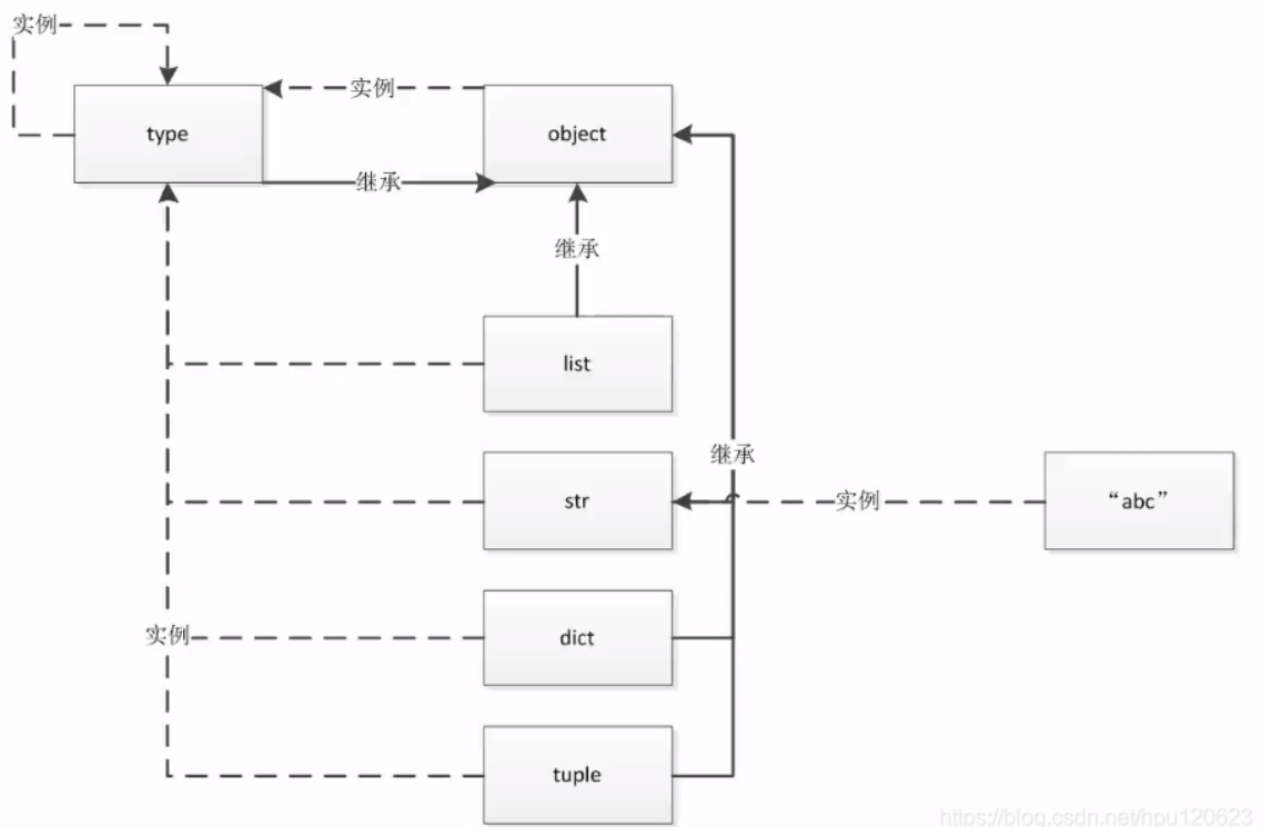 实例
实例
type
object
继承
继承
list
继承
str
实例
“abc”
实例
dict
tuple
https://blog.csdn.net/hpu120623